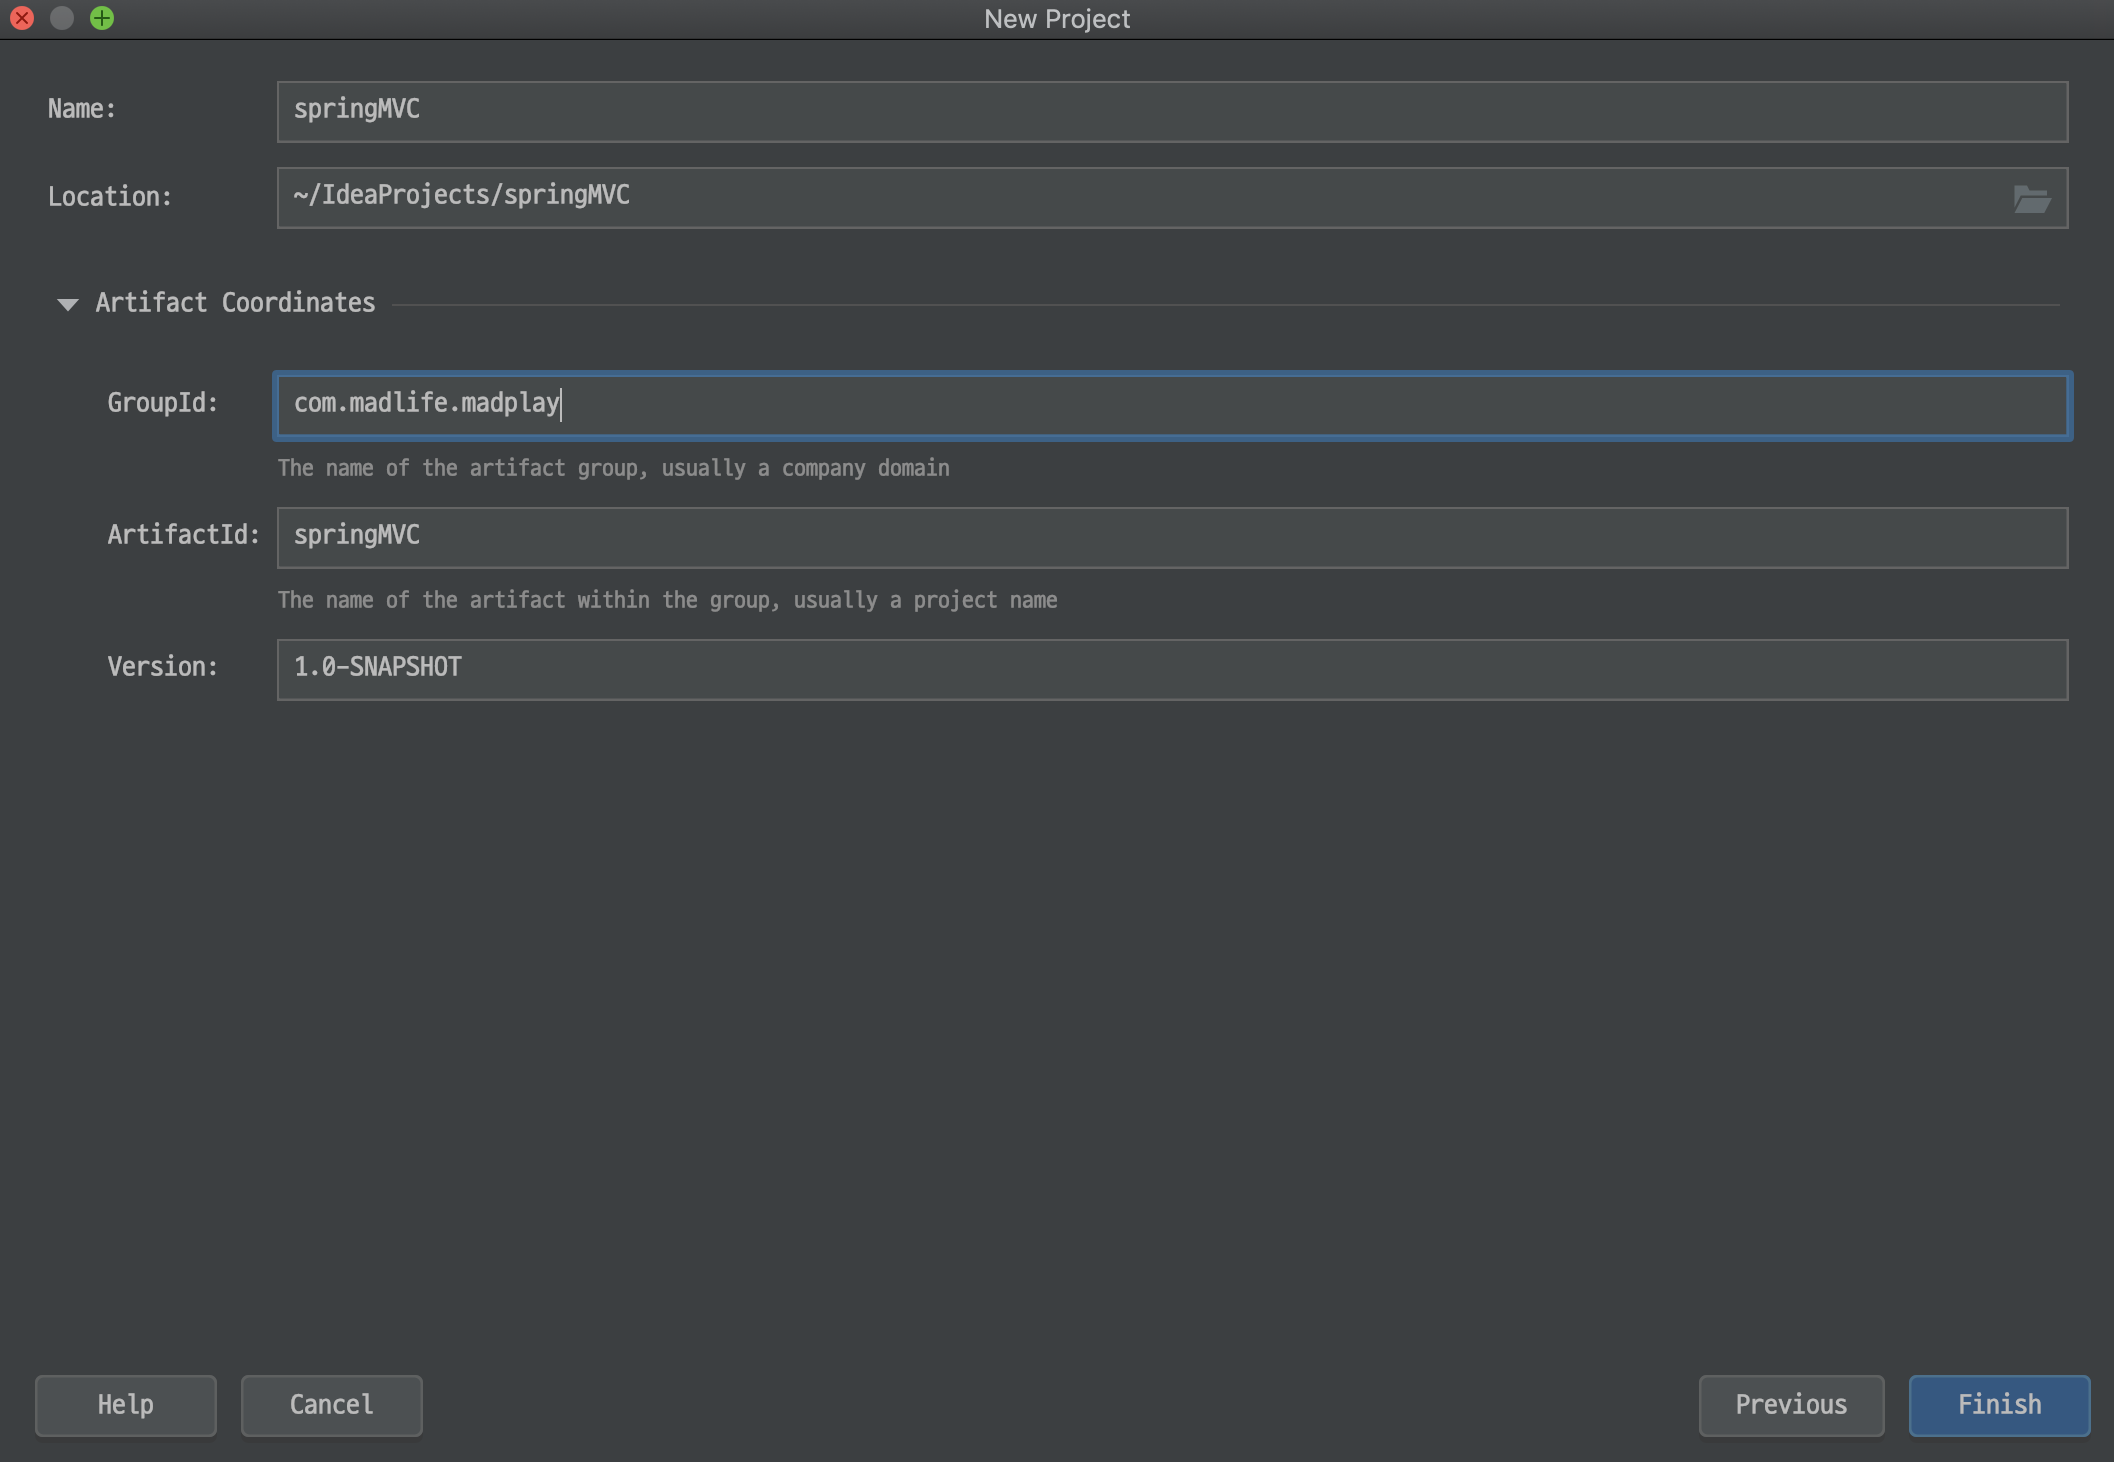 New Project
Name: springMVC
Location: ~/IdeaProjects/springMVC
Artifact Coordinates
GroupId: com.madlife.madplay
The name of the artifact group, usually a company domain
ArtifactId: springMVC
The name of the artifact within the group, usually a project name
Version: 1.0-SNAPSHOT
Help Cancel Previous Finish